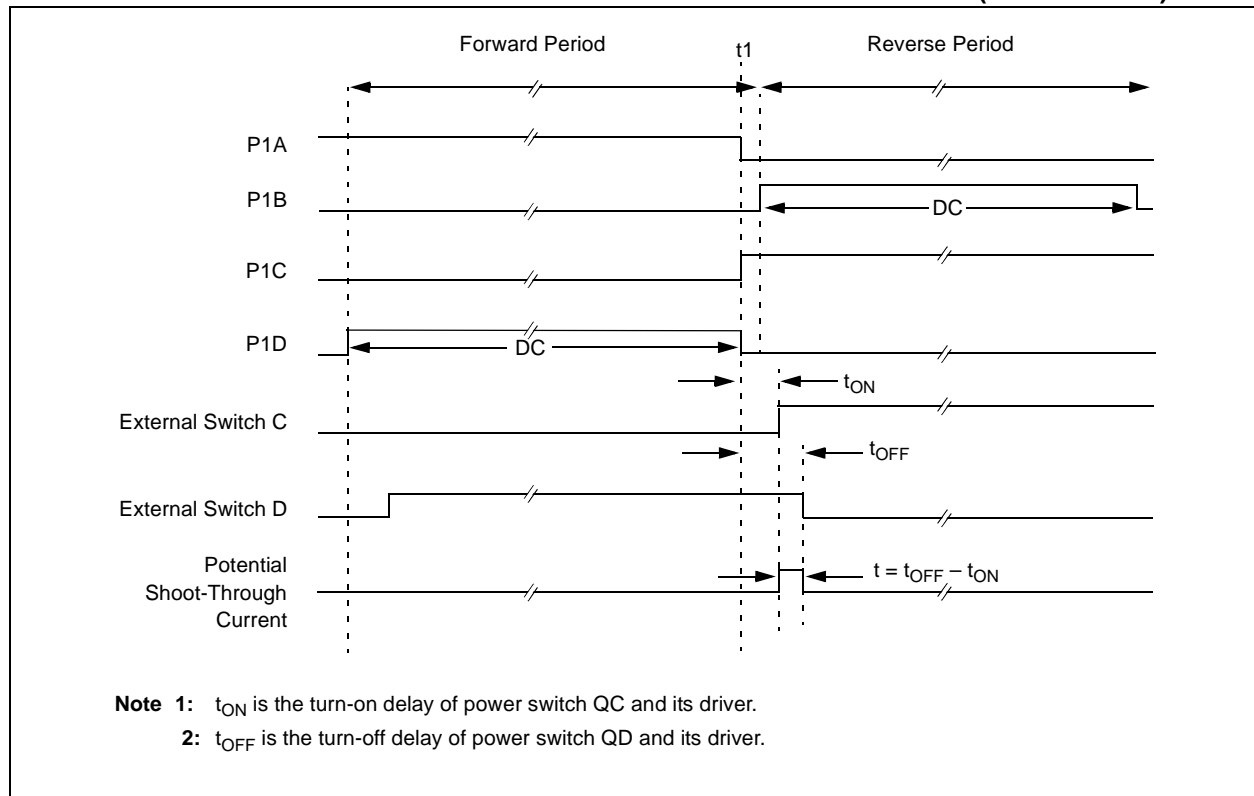 Forward Period
t1
Reverse Period
P1A
P1B
DC
P1C
P1D
DC
tON
External Switch C
tOFF
External Switch D
Potential
Shoot-Through
Current
t = tOFF – tON
Note 1: tON is the turn-on delay of power switch QC and its driver.
2: tOFF is the turn-off delay of power switch QD and its driver.